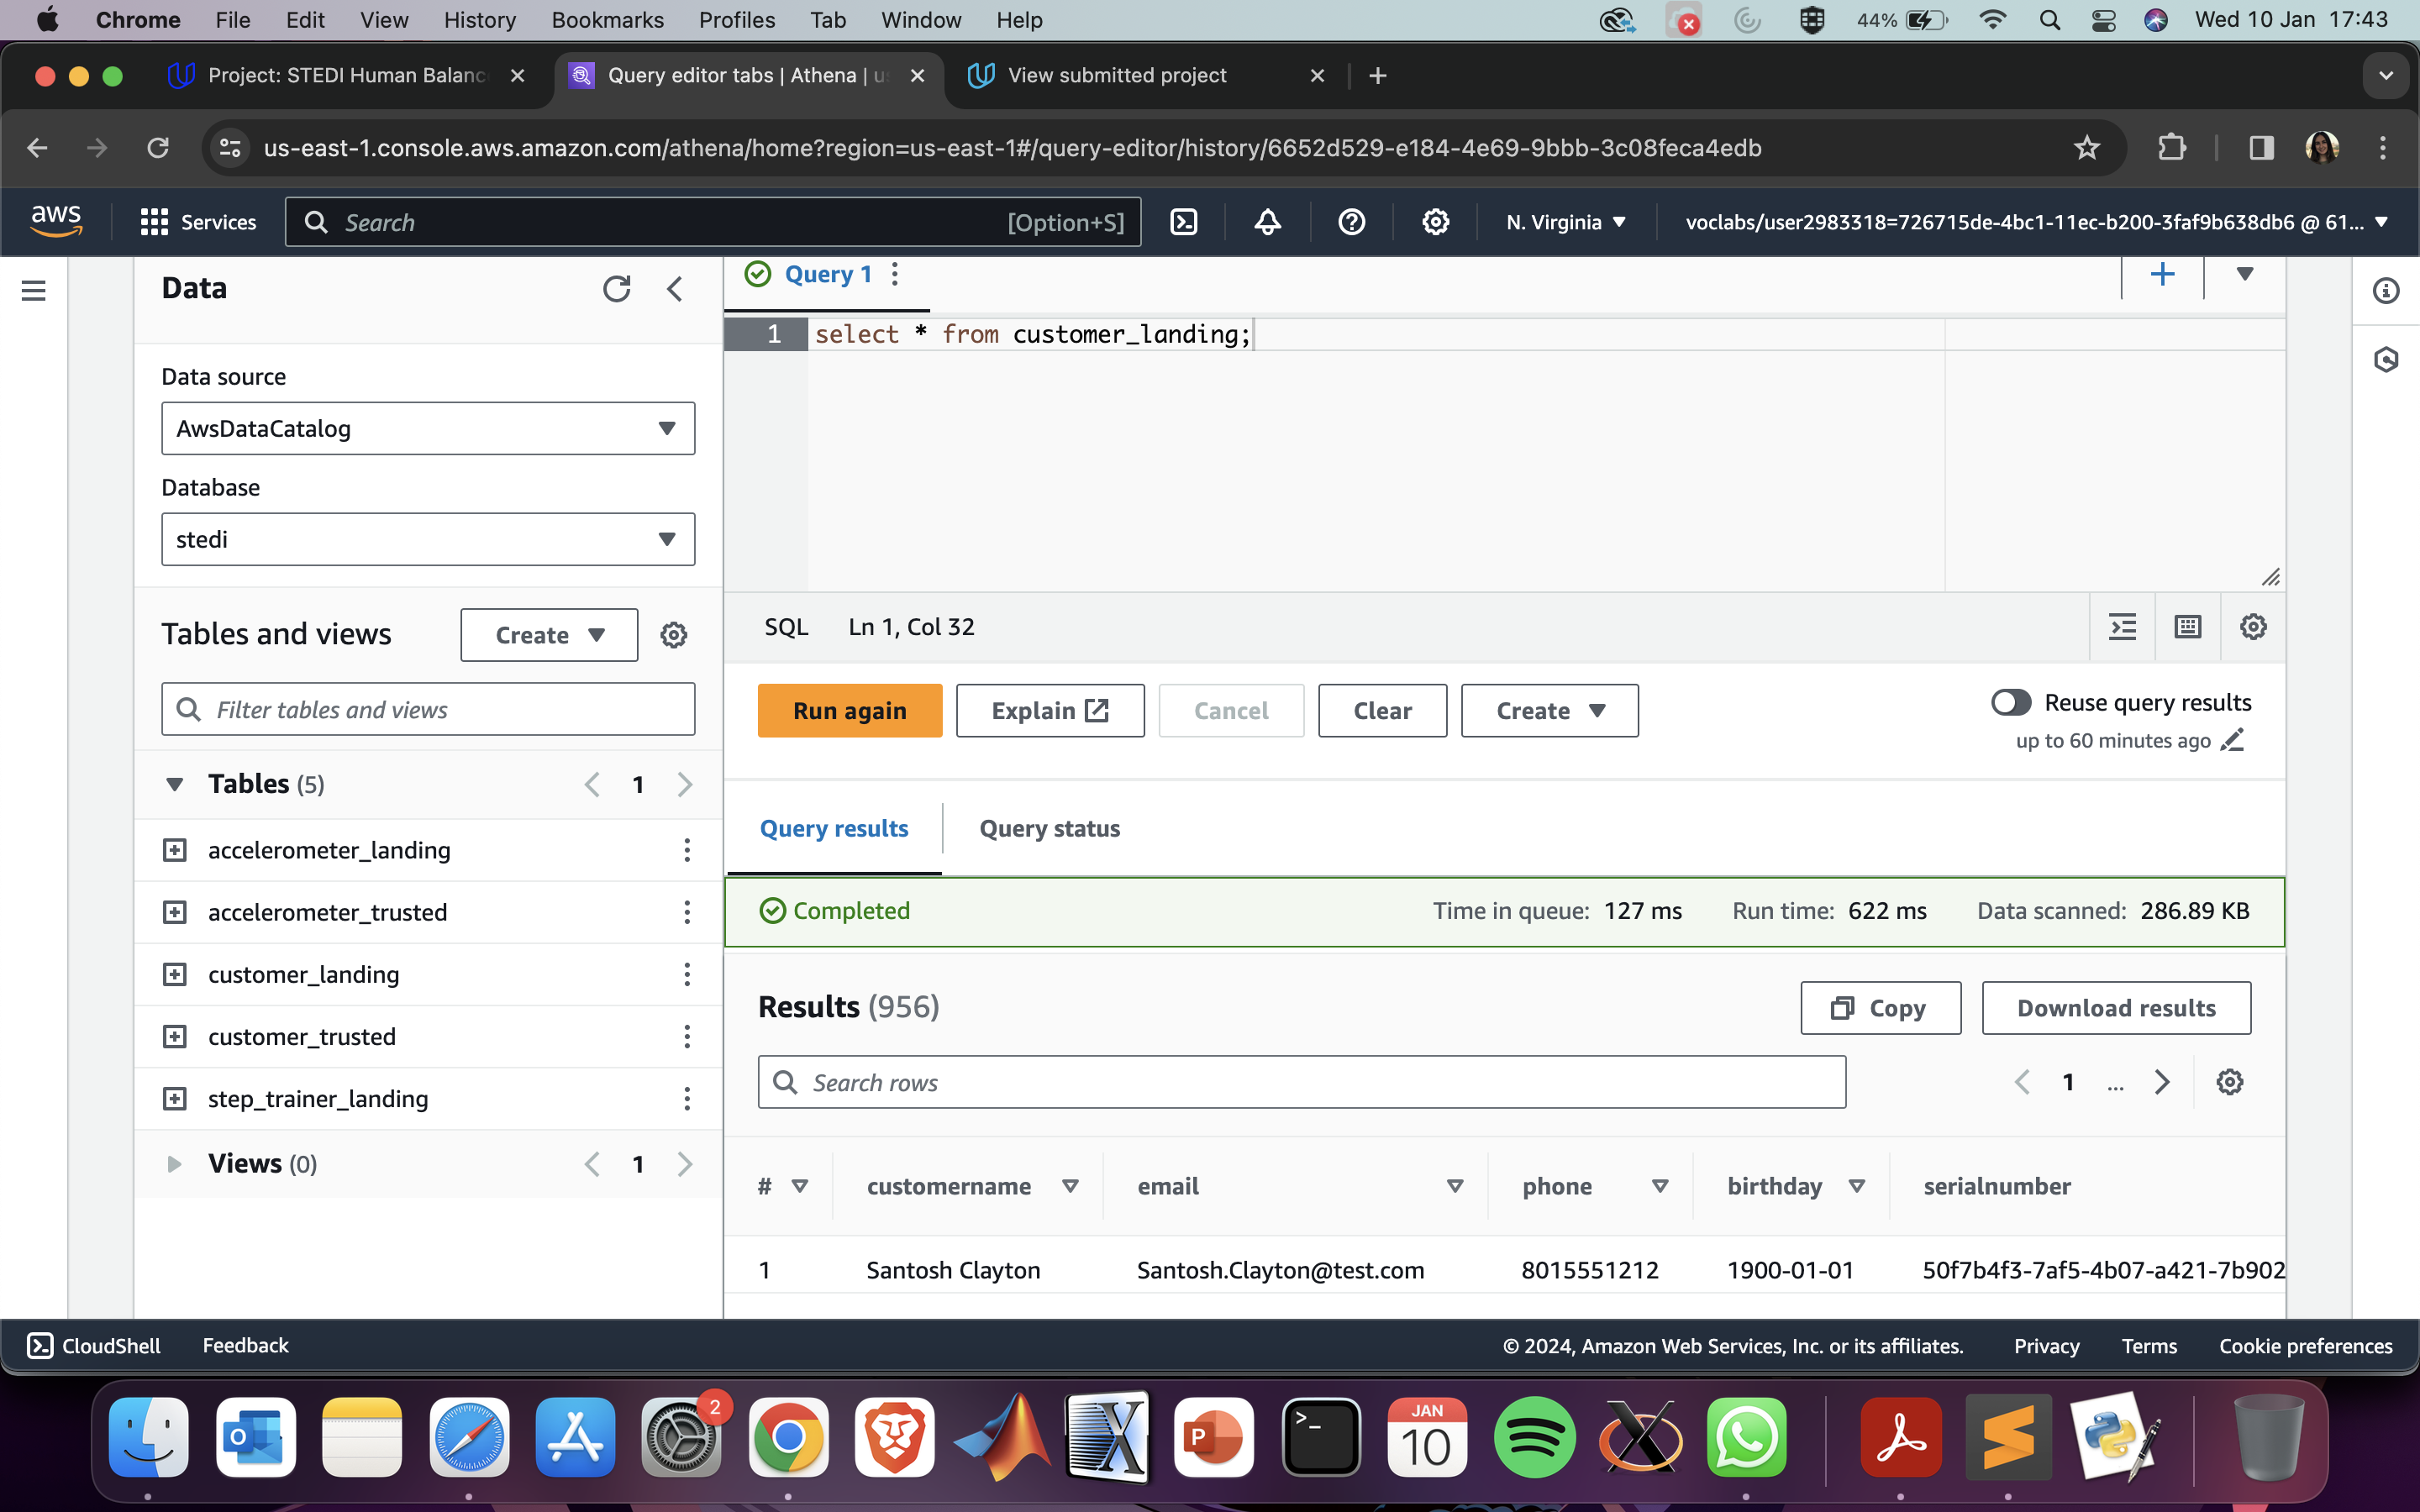 Chrome File Edit View History Bookmarks Profiles Tab Window Help 44% Wed 10 Jan 17:43
Project: STEDI Human Balanc Query editor tabs | Athena | us View submitted project
us-east-1.console.aws.amazon.com/athena/home?region=us-east-1#/query-editor/history/6652d529-e184-4e69-9bbb-3c08feca4edb
aws Services Search [Option+S] N. Virginia voclabs/user2983318=726715de-4bc1-11ec-b200-3faf9b638db6 @ 61...
Data
Data source
AwsDataCatalog
Database
stedi
Tables and views Create
Filter tables and views
Tables (5) 1
accelerometer_landing
accelerometer_trusted
customer_landing
customer_trusted
step_trainer_landing
Views (0) 1
Query 1
1 select * from customer_landing;
SQL Ln 1, Col 32
Run again Explain Cancel Clear Create Reuse query results
up to 60 minutes ago
Query results Query status
Completed Time in queue: 127 ms Run time: 622 ms Data scanned: 286.89 KB
Results (956) Copy Download results
Search rows 1 ...
# customername email phone birthday serialnumber
1 Santosh Clayton Santosh.Clayton@test.com 8015551212 1900-01-01 50f7b4f3-7af5-4b07-a421-7b902
CloudShell Feedback © 2024, Amazon Web Services, Inc. or its affiliates. Privacy Terms Cookie preferences
2
JAN
10